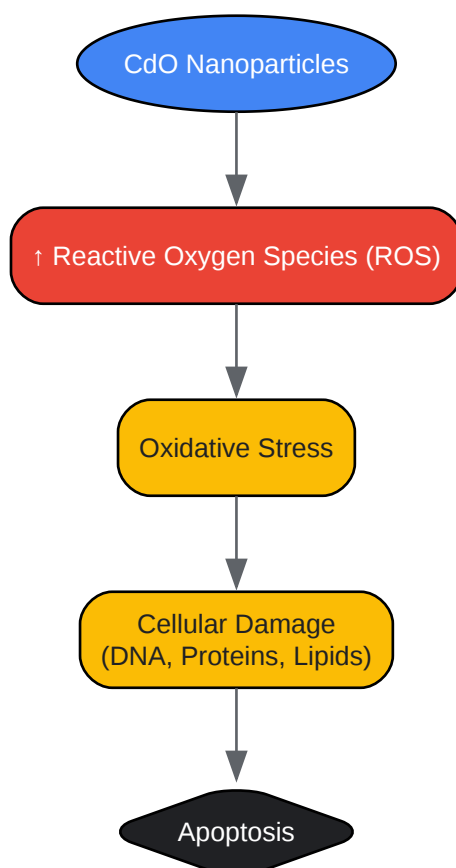 CdO Nanoparticles
↑ Reactive Oxygen Species (ROS)
Oxidative Stress
Cellular Damage
(DNA, Proteins, Lipids)
Apoptosis